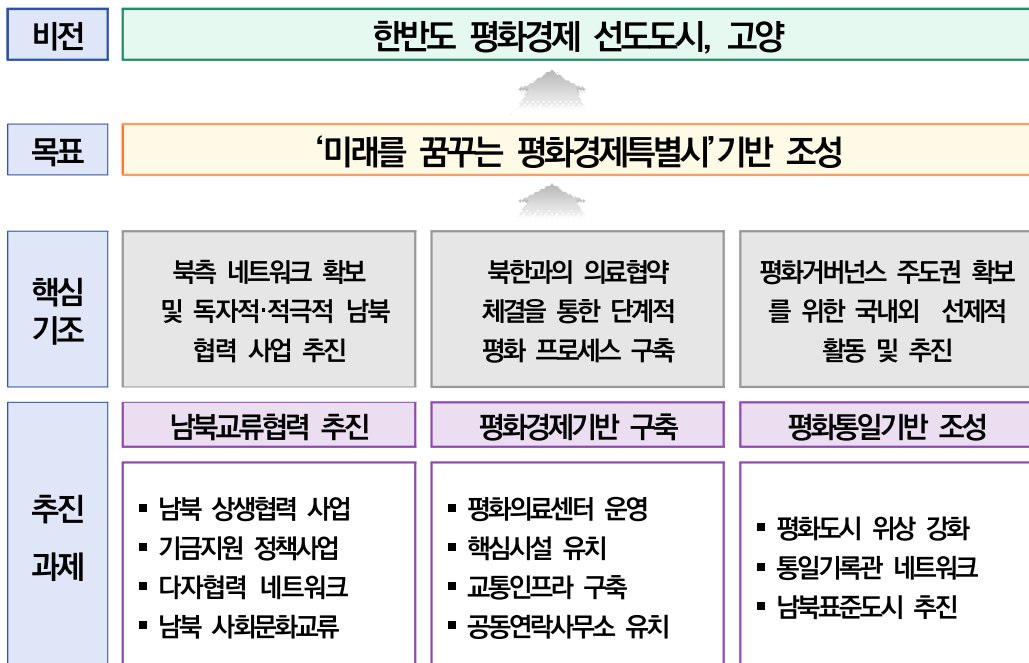 비전
한반도 평화경제 선도도시, 고양
목표
‘미래를 꿈꾸는 평화경제특별시’기반 조성
핵심
기조
북측 네트워크 확보
및 독자적·적극적 남북
협력 사업 추진
북한과의 의료협약
체결을 통한 단계적
평화 프로세스 구축
평화거버넌스 주도권 확보
를 위한 국내외 선제적
활동 및 추진
추진
과제
남북교류협력 추진
▪ 남북 상생협력 사업
▪ 기금지원 정책사업
▪ 다자협력 네트워크
▪ 남북 사회문화교류
평화경제기반 구축
▪ 평화의료센터 운영
▪ 핵심시설 유치
▪ 교통인프라 구축
▪ 공동연락사무소 유치
평화통일기반 조성
▪ 평화도시 위상 강화
▪ 통일기록관 네트워크
▪ 남북표준도시 추진